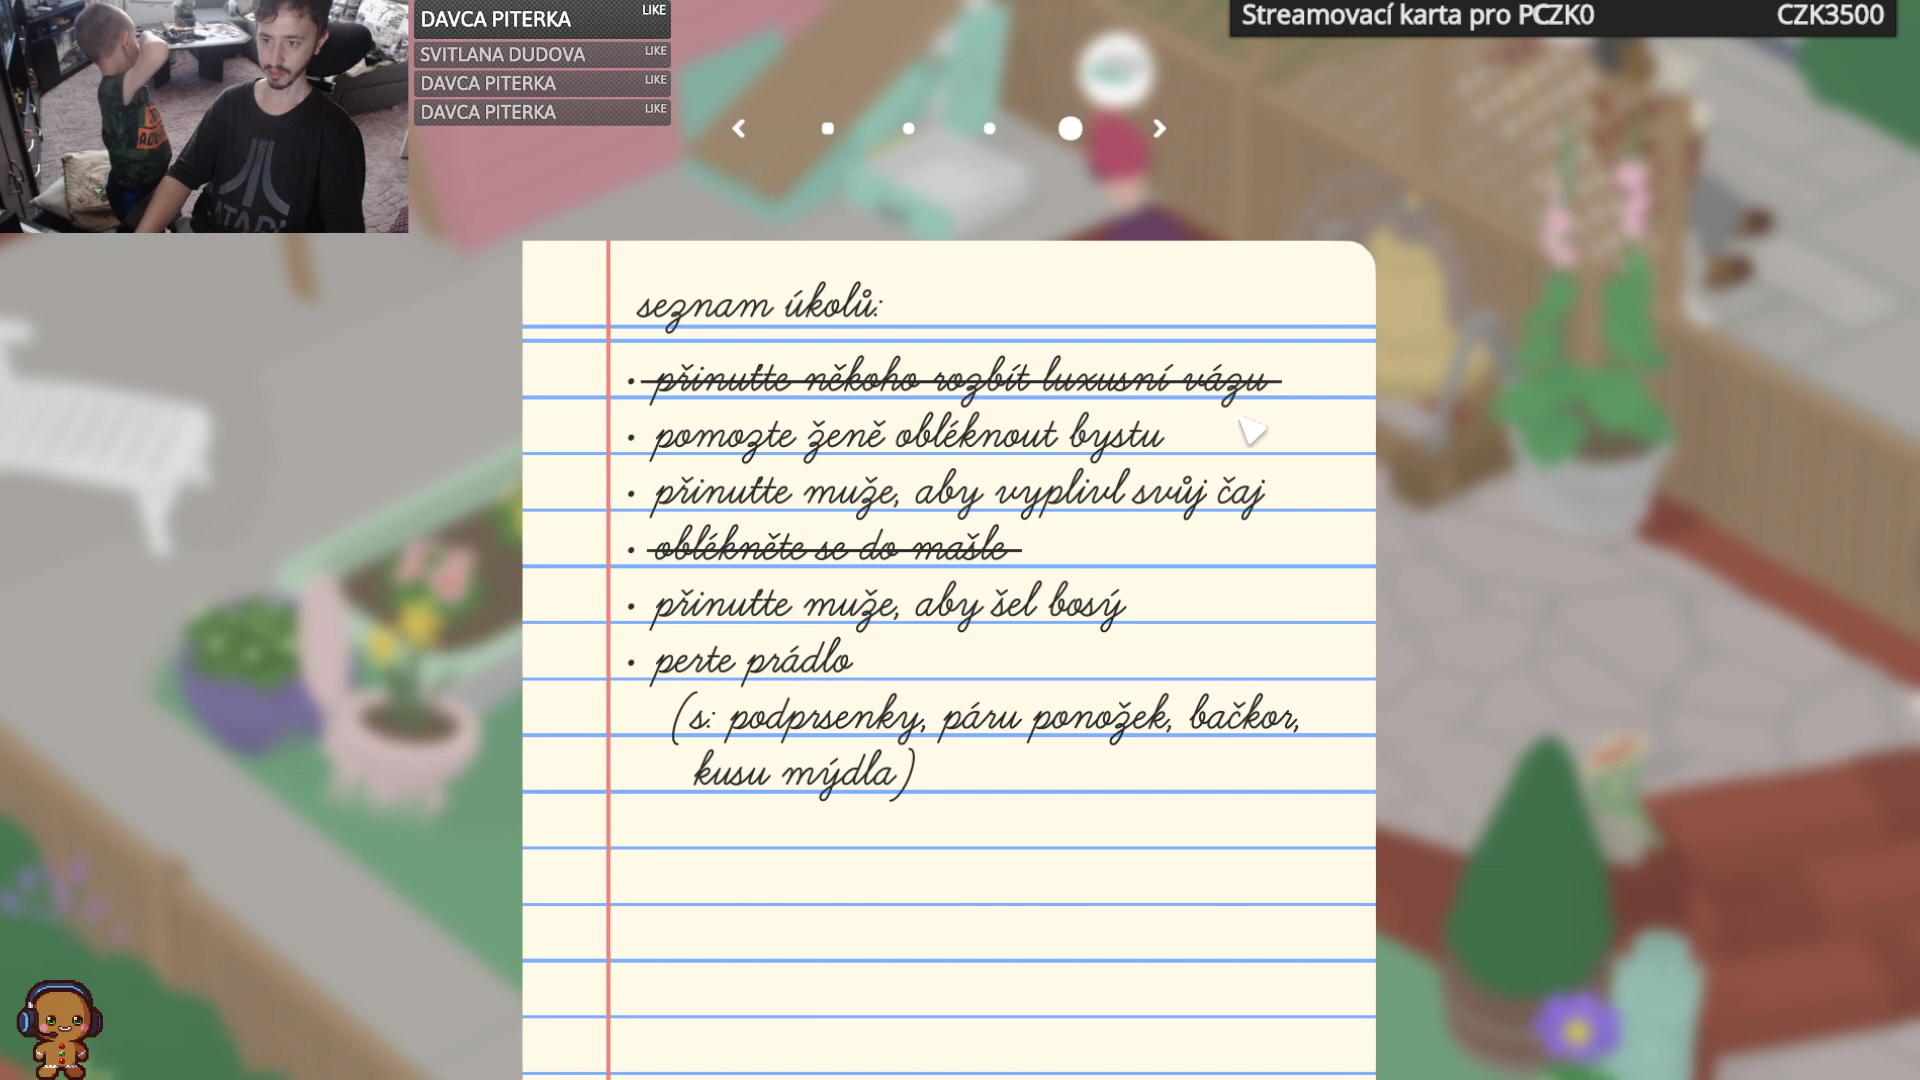 DAVCA PITERKA LIKE
SVITLANA DUDOVA LIKE
DAVCA PITERKA LIKE
DAVCA PITERKA LIKE
Streamovací karta pro PCZK0 CZK3500
ATARI
seznam úkolů:
• přinuťte někoho rozbít luxusní vázu
• pomozte ženě obléknout bystu
• přinuťte muže, aby vyplivl svůj čaj
• oblékněte se do mašle
• přinuťte muže, aby šel bosý
• perte prádlo
(s: podprsenky, páru ponožek, bačkor,
kusu mýdla)